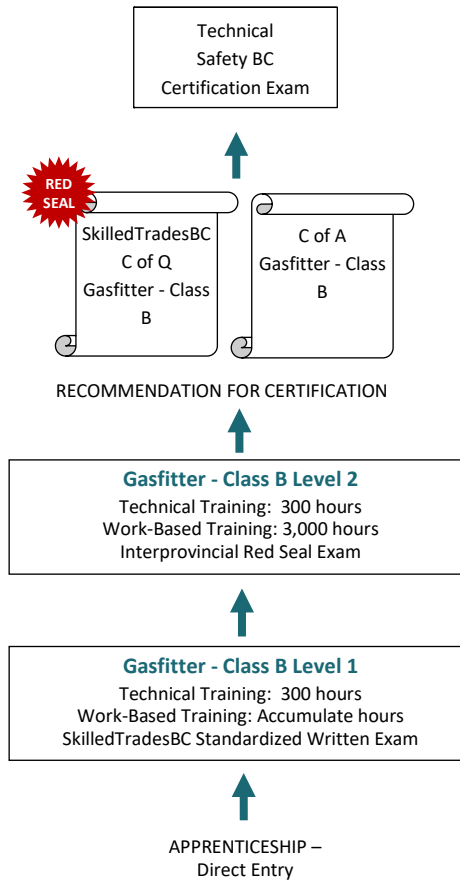 Technical
Safety BC
Certification Exam
RED
SEAL
SkilledTradesBC
C of Q
Gasfitter - Class
B
C of A
Gasfitter - Class
B
RECOMMENDATION FOR CERTIFICATION
Gasfitter - Class B Level 2
Technical Training:  300 hours
Work-Based Training: 3,000 hours
Interprovincial Red Seal Exam
Gasfitter - Class B Level 1
Technical Training:  300 hours
Work-Based Training: Accumulate hours
SkilledTradesBC Standardized Written Exam
APPRENTICESHIP –
Direct Entry